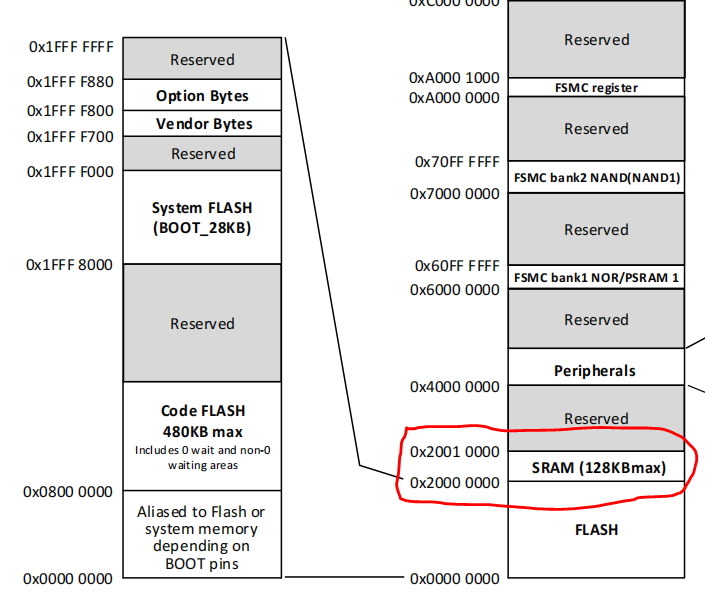 0x1FFF FFFF
Reserved
0x1FFF F880
Option Bytes
0x1FFF F800
Vendor Bytes
0x1FFF F700
Reserved
0x1FFF F000
System FLASH
(BOOT_28KB)
0x1FFF 8000
Reserved
Code FLASH
480KB max
Includes 0 wait and non-0
waiting areas
0x0800 0000
Aliased to Flash or
system memory
depending on
BOOT pins
0x0000 0000
0xC000 0000
Reserved
0xA000 1000
FSMC register
0xA000 0000
Reserved
0x70FF FFFF
FSMC bank2 NAND(NAND1)
0x7000 0000
Reserved
0x60FF FFFF
FSMC bank1 NOR/PSRAM 1
0x6000 0000
Reserved
Peripherals
0x4000 0000
Reserved
0x2001 0000
SRAM (128KBmax)
0x2000 0000
FLASH
0x0000 0000